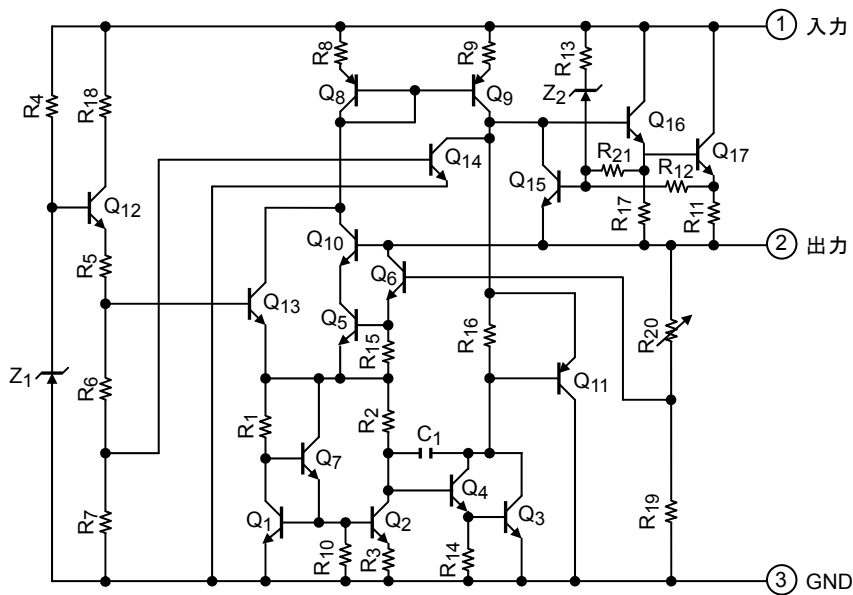 ① 入力
R4
R18
R8
R9
R13
Q8
Q9
Z2
Q16
Q14
Q17
R21
R12
Q15
Q12
R17
R11
Q10
② 出力
R5
Q6
Q13
Q5
R15
R16
R20
Z1
R6
Q11
R1
R2
C1
Q7
Q4
R7
Q1
Q2
Q3
R19
R10
R3
R14
③ GND